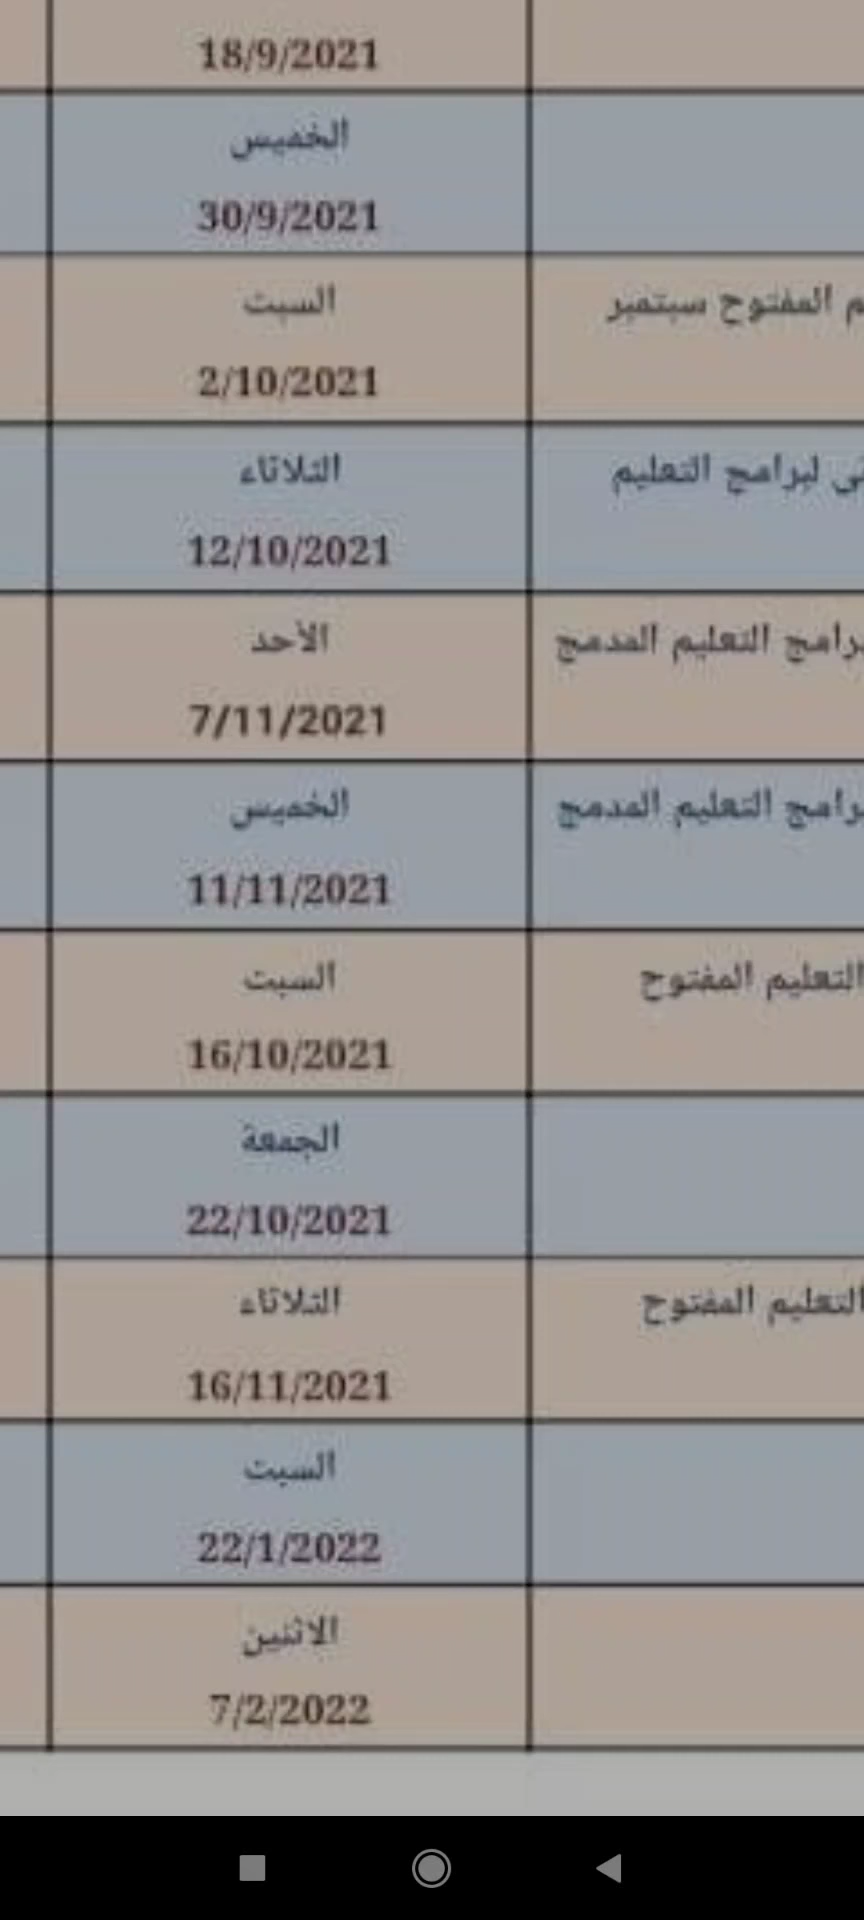 18/9/2021
الخميس
30/9/2021
المفتوح سبتمبر
السبت
2/10/2021
لبرامج التعليم
الثلاثاء
12/10/2021
التعليم المدمج
الأحد
7/11/2021
التعليم المدمج
الخميس
11/11/2021
التعليم المفتوح
السبت
16/10/2021
الجمعة
22/10/2021
التعليم المفتوح
الثلاثاء
16/11/2021
السبت
22/1/2022
الاثنين
7/2/2022